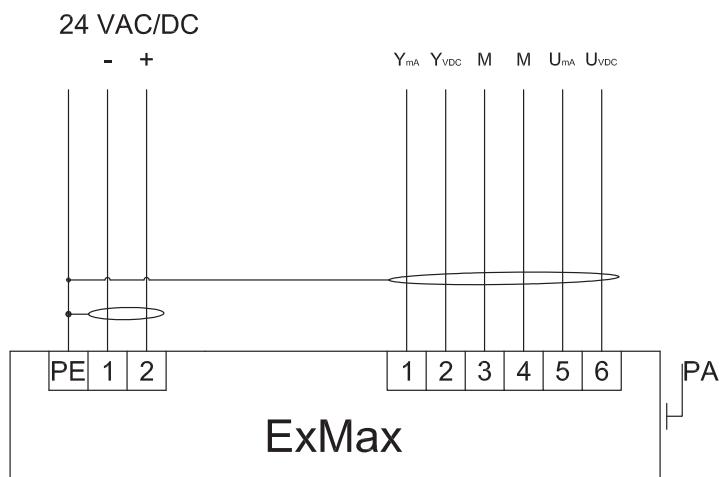 24 VAC/DC
- +
YmA YVDC M M UmA UVDC
PE 1 2 1 2 3 4 5 6 PA
ExMax